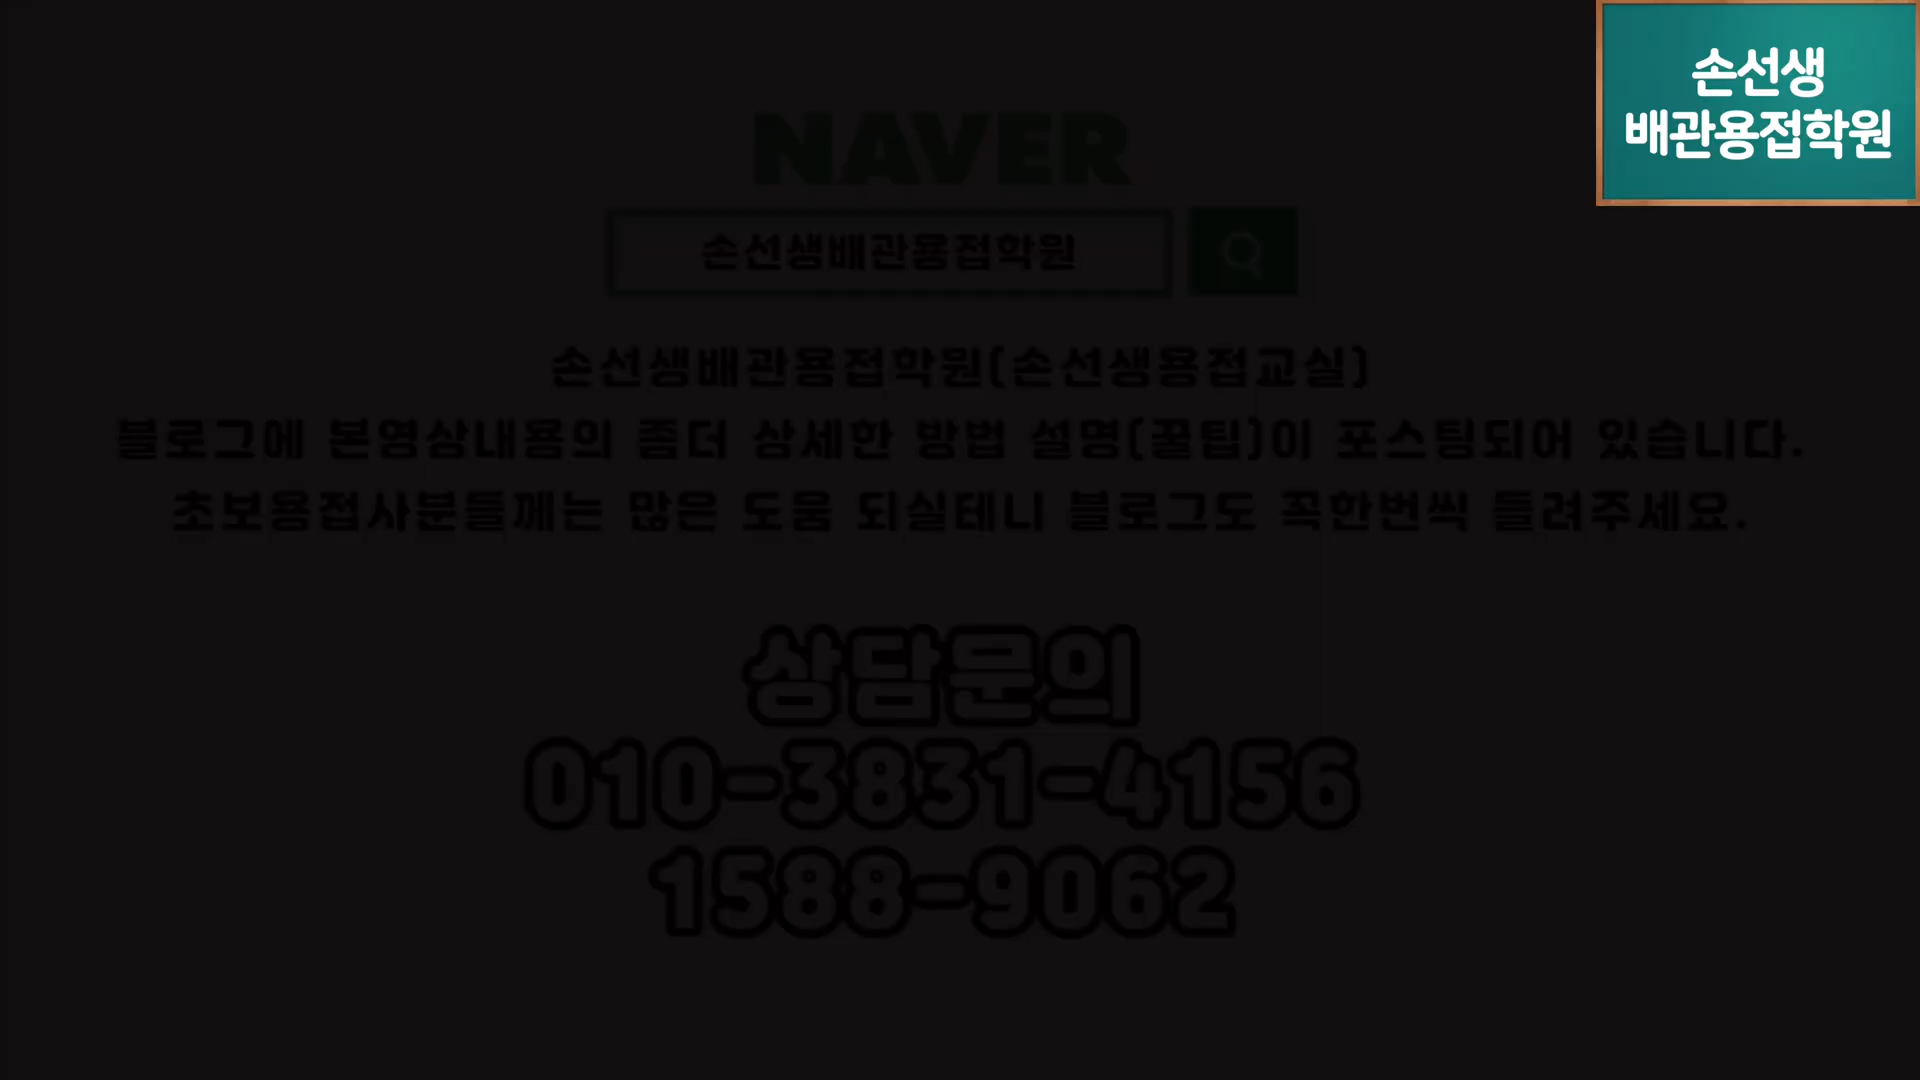 손선생
배관용접학원
NAVER
손선생배관용접학원
손선생배관용접학원(손선생용접교실)
블로그에 본영상내용의 좀더 상세한 방법 설명(꿀팁)이 포스팅되어 있습니다.
초보용접사분들께는 많은 도움 되실테니 블로그도 꼭한번씩 들려주세요.
상담문의
010-3831-4156
1588-9062